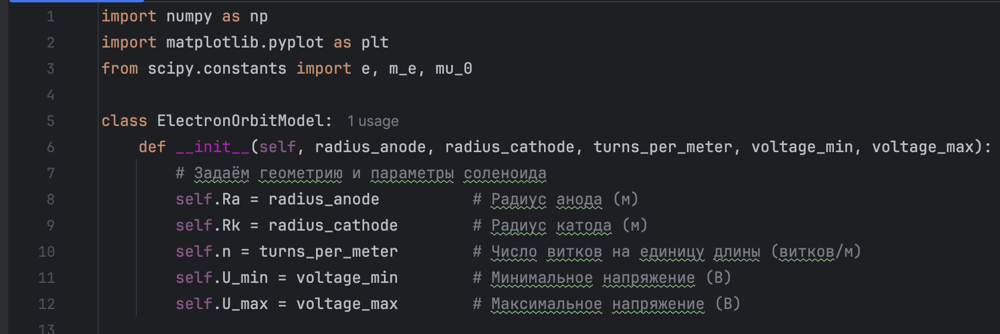 1 import numpy as np
2 import matplotlib.pyplot as plt
3 from scipy.constants import e, m_e, mu_0
4
5 class ElectronOrbitModel: 1 usage
6 def __init__(self, radius_anode, radius_cathode, turns_per_meter, voltage_min, voltage_max):
7 # Задаём геометрию и параметры соленоида
8 self.Ra = radius_anode # Радиус анода (м)
9 self.Rk = radius_cathode # Радиус катода (м)
10 self.n = turns_per_meter # Число витков на единицу длины (витков/м)
11 self.U_min = voltage_min # Минимальное напряжение (В)
12 self.U_max = voltage_max # Максимальное напряжение (В)
13